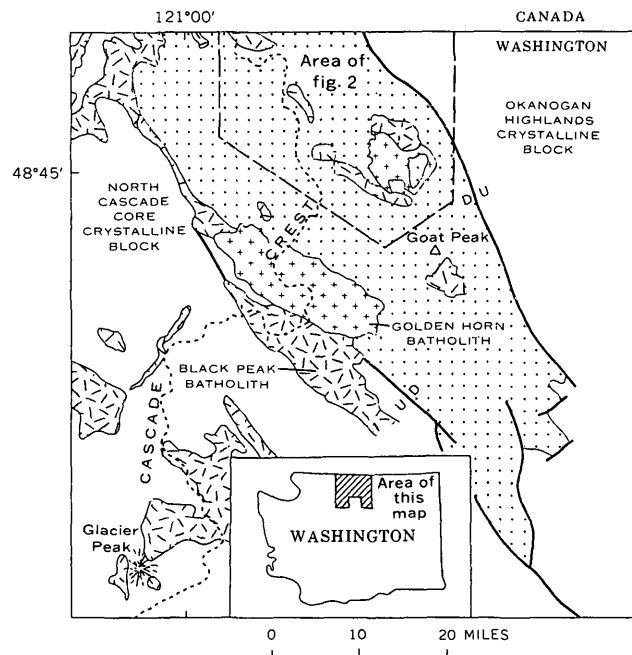 121°00'
CANADA
WASHINGTON
Area of
fig. 2
OKANOGAN
HIGHLANDS
CRYSTALLINE
BLOCK
48°45'
NORTH
CASCADE
CORE
CRYSTALLINE
BLOCK
D U
CREST
Goat Peak
GOLDEN HORN
BATHOLITH
BLACK PEAK
BATHOLITH
U D
CASCADE
Area of
this
map
WASHINGTON
Glacier
Peak
0 10 20 MILES